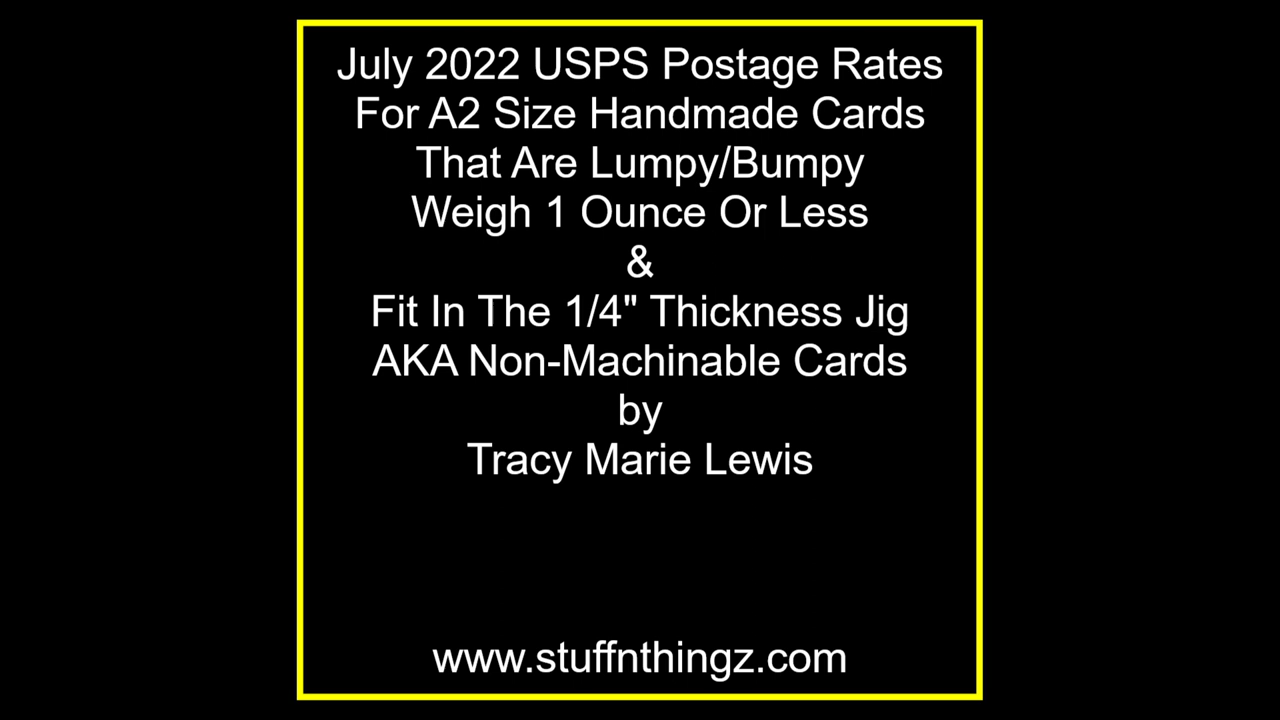 July 2022 USPS Postage Rates
For A2 Size Handmade Cards
That Are Lumpy/Bumpy
Weigh 1 Ounce Or Less
&
Fit In The 1/4" Thickness Jig
AKA Non-Machinable Cards
by
Tracy Marie Lewis
www.stuffnthingz.com